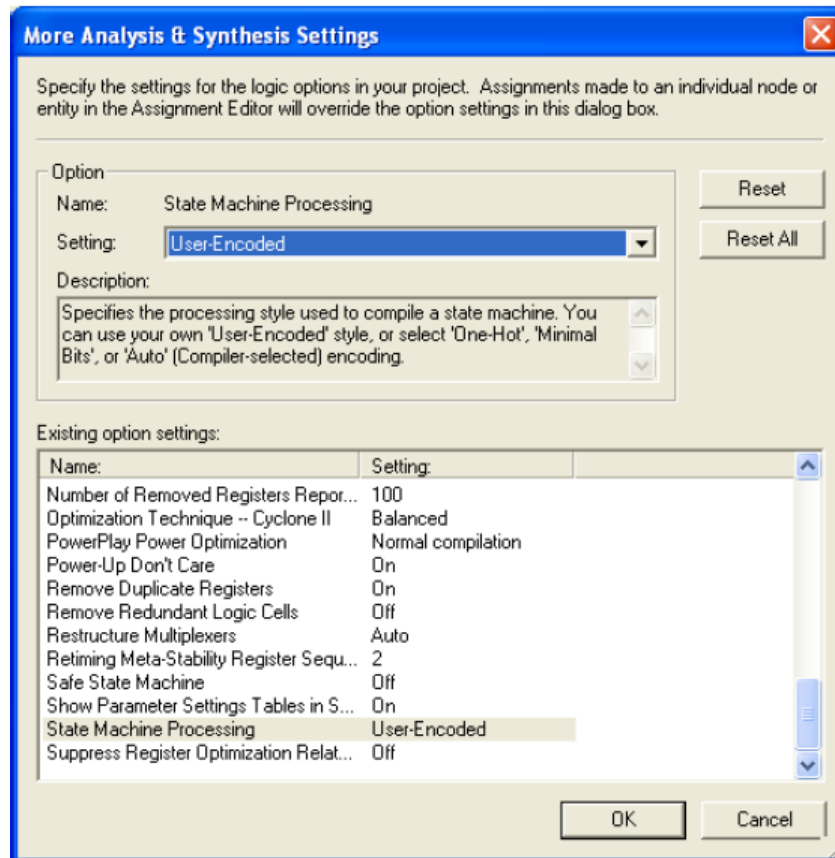 More Analysis & Synthesis Settings
Specify the settings for the logic options in your project.  Assignments made to an individual node or
entity in the Assignment Editor will override the option settings in this dialog box.
Option
Name: State Machine Processing
Setting: User-Encoded
Description:
Specifies the processing style used to compile a state machine. You
can use your own 'User-Encoded' style, or select 'One-Hot', 'Minimal
Bits', or 'Auto' (Compiler-selected) encoding.
Reset
Reset All
Existing option settings:
Name: Setting:
Number of Removed Registers Repor... 100
Optimization Technique -- Cyclone II Balanced
PowerPlay Power Optimization Normal compilation
Power-Up Don't Care On
Remove Duplicate Registers On
Remove Redundant Logic Cells Off
Restructure Multiplexers Auto
Retiming Meta-Stability Register Sequ... 2
Safe State Machine Off
Show Parameter Settings Tables in S... On
State Machine Processing User-Encoded
Suppress Register Optimization Relat... Off
OK Cancel